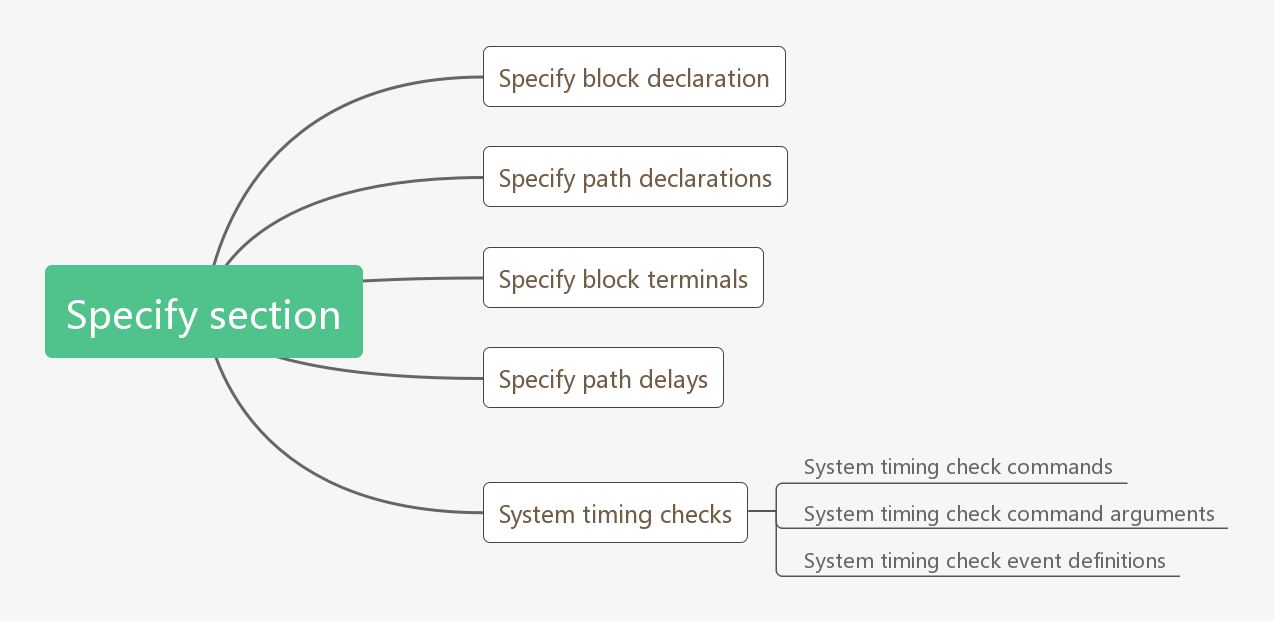 Specify section
Specify block declaration
Specify path declarations
Specify block terminals
Specify path delays
System timing checks
System timing check commands
System timing check command arguments
System timing check event definitions